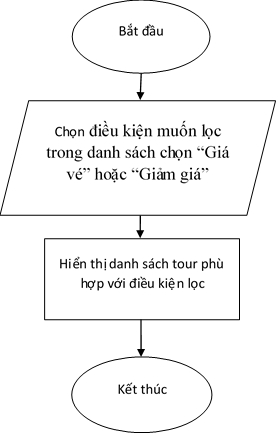 Bắt đầu
Chọn điều kiện muốn lọc
trong danh sách chọn “Giá
vé” hoặc “Giảm giá”
Hiển thị danh sách tour phù
hợp với điều kiện lọc
Kết thúc